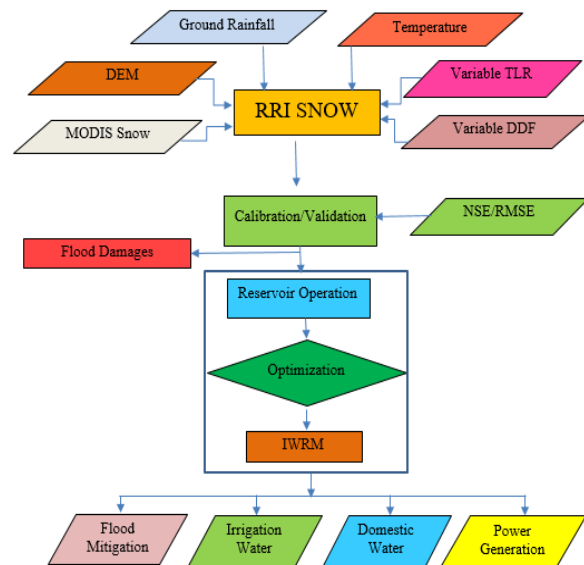 Ground Rainfall
Temperature
DEM
Variable TLR
RRI SNOW
MODIS Snow
Variable DDF
Calibration/Validation
NSE/RMSE
Flood Damages
Reservoir Operation
Optimization
IWRM
Flood
Mitigation
Irrigation
Water
Domestic
Water
Power
Generation